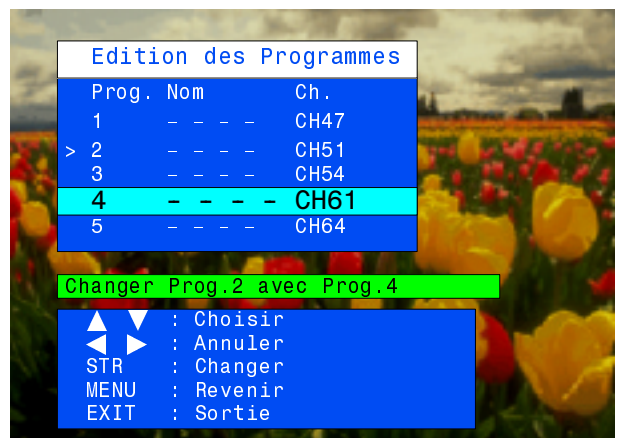 Edition des Programmes
Prog. Nom Ch.
1 – – – – CH47
> 2 – – – – CH51
3 – – – – CH54
4 – – – – CH61
5 – – – – CH64
Changer Prog.2 avec Prog.4
▲ ▼ : Choisir
◀ ▶ : Annuler
STR : Changer
MENU : Revenir
EXIT : Sortie